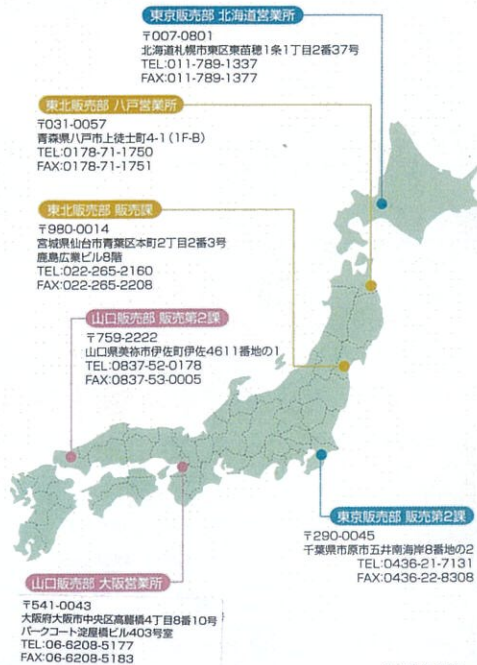 東京販売部 北海道営業所
〒007-0801
北海道札幌市東区東苗穂1条1丁目2番37号
TEL:011-789-1337
FAX:011-789-1377
東北販売部 八戸営業所
〒031-0057
青森県八戸市上徒士町4-1(1F-B)
TEL:0178-71-1750
FAX:0178-71-1751
東北販売部 販売課
〒980-0014
宮城県仙台市青葉区本町2丁目2番3号
鹿島広業ビル8階
TEL:022-265-2160
FAX:022-265-2208
山口販売部 販売第2課
〒759-2222
山口県美祢市伊佐町伊佐4611番地の1
TEL:0837-52-0178
FAX:0837-53-0005
東京販売部 販売第2課
〒290-0045
千葉県市原市五井南海岸8番地の2
TEL:0436-21-7131
FAX:0436-22-8308
山口販売部 大阪営業所
〒541-0043
大阪府大阪市中央区高麗橋4丁目8番10号
パークコート淀屋橋ビル403号室
TEL:06-6208-5177
FAX:06-6208-5183